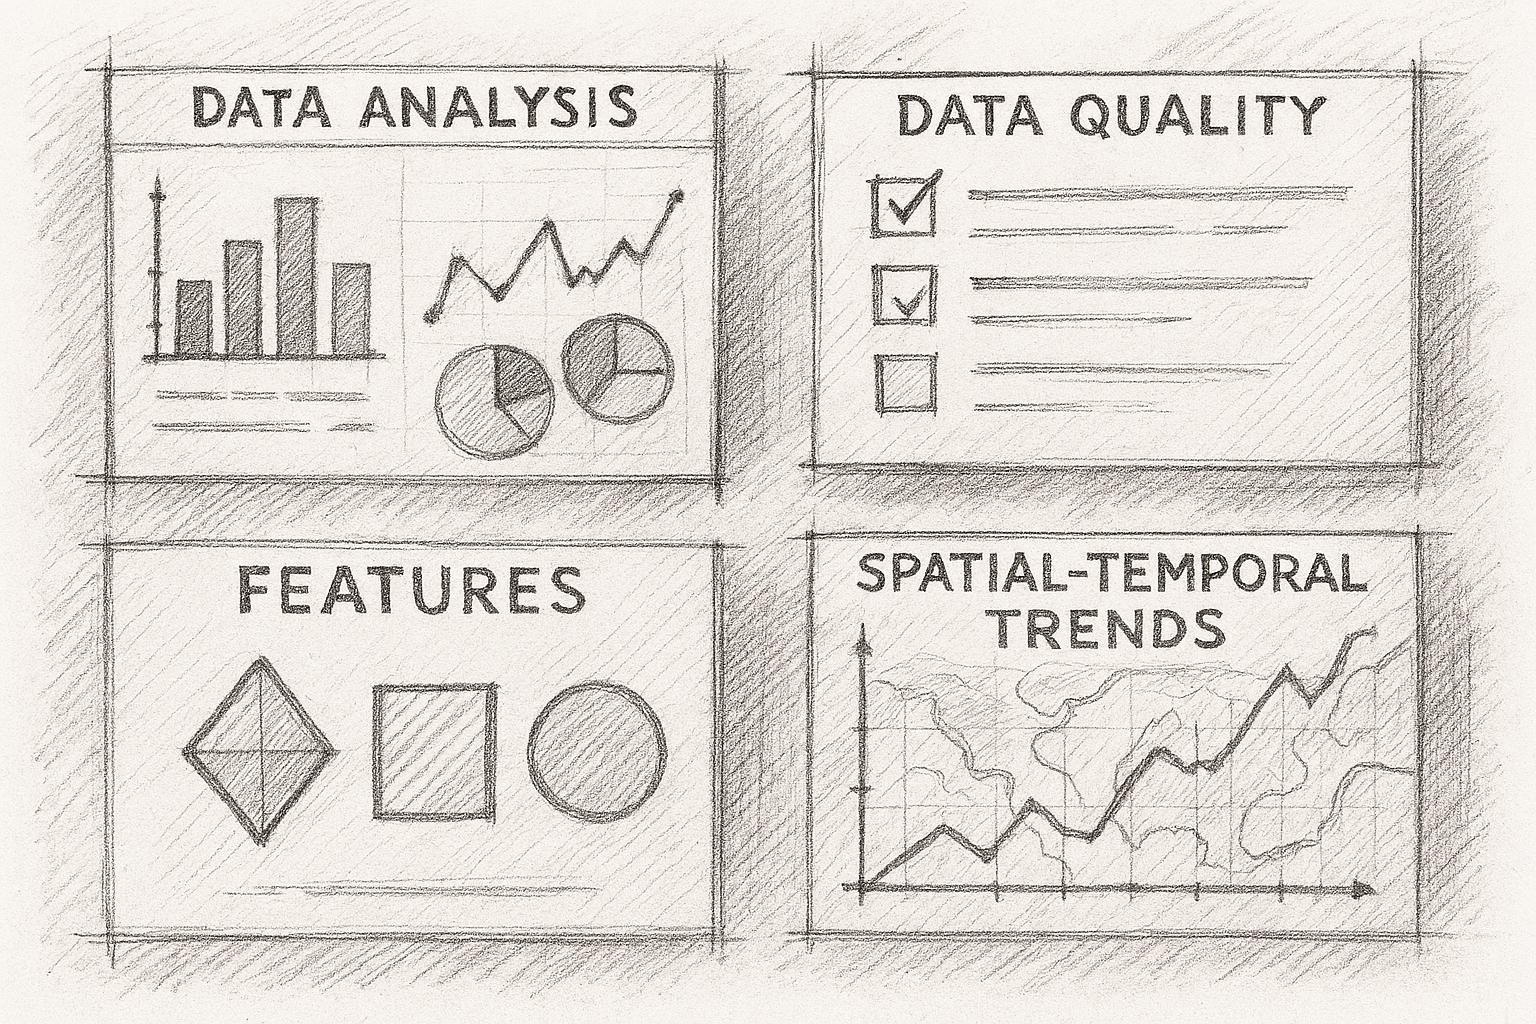 DATA ANALYSIS
DATA QUALITY
FEATURES
SPATIAL-TEMPORAL
TRENDS